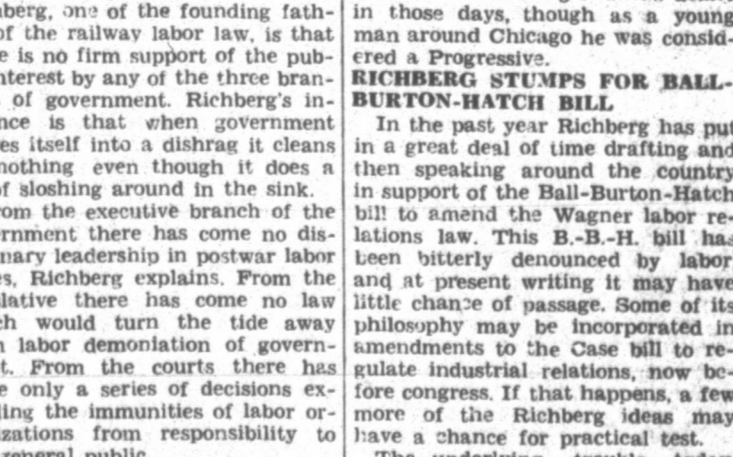 berg, one of the founding fath-
of the railway labor law, is that
e is no firm support of the pub-
nterest by any of the three bran-
of government. Richberg's in-
nce is that when government
es itself into a dishrag it cleans
nothing even though it does a
of sloshing around in the sink.
rom the executive branch of the
ernment there has come no dis-
nary leadership in postwar labor
es, Richberg explains. From the
lative there has come no law
ch would turn the tide away
labor demoniation of govern-
t. From the courts there has
e only a series of decisions ex-
ling the immunities of labor or-
izations from responsibility to
general public.
in those days, though as a young
man around Chicago he was consid-
ered a Progressive.
RICHBERG STUMPS FOR BALL-
BURTON-HATCH BILL
In the past year Richberg has put
in a great deal of time drafting and
then speaking around the country
in support of the Ball-Burton-Hatch
bill to amend the Wagner labor re-
lations law. This B.-B.-H. bill has
been bitterly denounced by labor
and at present writing it may have
little chance of passage. Some of its
philosophy may be incorporated in
amendments to the Case bill to re-
gulate industrial relations, now be-
fore congress. If that happens, a few
more of the Richberg ideas may
have a chance for practical test.
The underlying trouble